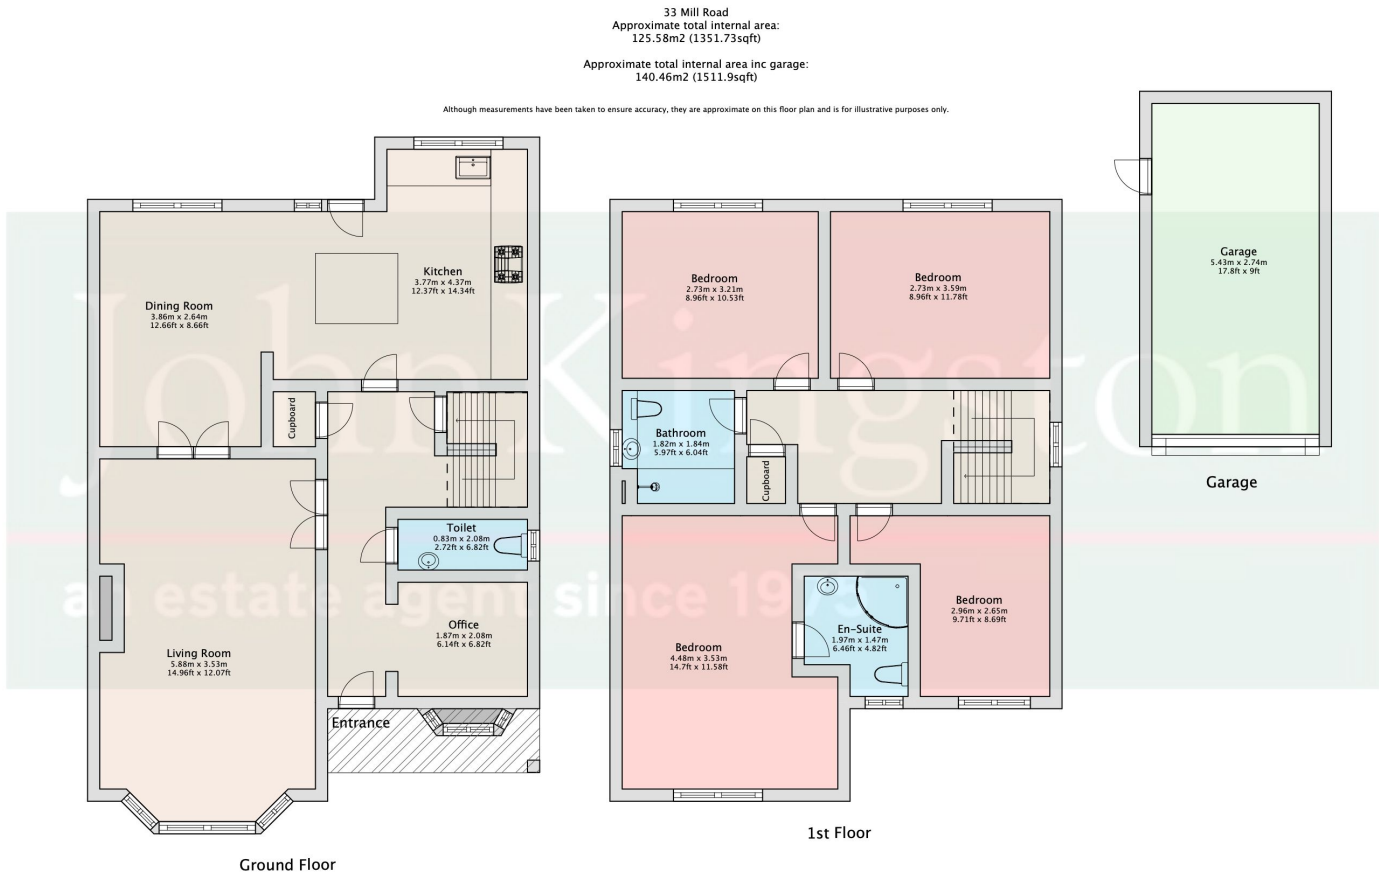 33 Mill Road
Approximate total internal area:
125.58m2 (1351.73sqft)
Approximate total internal area inc garage:
140.46m2 (1511.9sqft)
Although measurements have been taken to ensure accuracy, they are approximate on this floor plan and is for illustrative purposes only.
Kitchen
3.77m x 4.37m
12.37ft x 14.34ft
Dining Room
3.86m x 2.64m
12.66ft x 8.66ft
Cupboard
Toilet
0.83m x 2.08m
2.72ft x 6.82ft
Office
1.87m x 2.08m
6.14ft x 6.82ft
Living Room
5.88m x 3.53m
14.96ft x 12.07ft
Entrance
Ground Floor
Bedroom
2.73m x 3.21m
8.96ft x 10.53ft
Bedroom
2.73m x 3.59m
8.96ft x 11.78ft
Bathroom
1.82m x 1.84m
5.97ft x 6.04ft
Cupboard
Bedroom
4.48m x 3.53m
14.7ft x 11.58ft
En-Suite
1.97m x 1.47m
6.46ft x 4.82ft
Bedroom
2.96m x 2.65m
9.71ft x 8.69ft
1st Floor
Garage
5.43m x 2.74m
17.8ft x 9ft
Garage
John Kingston
an estate agent since 1975